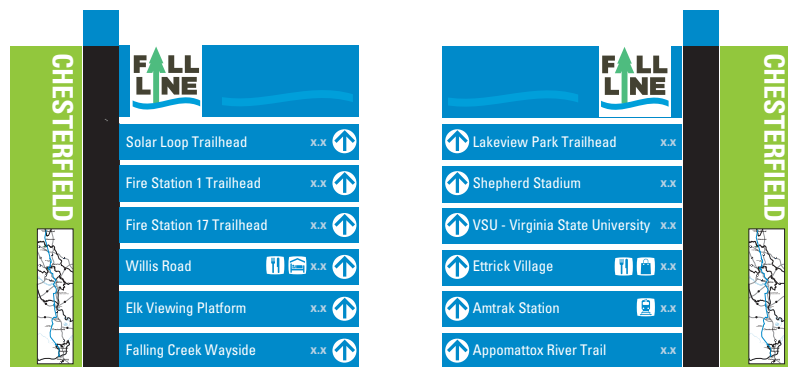 CHESTERFIELD
FALL
LINE
Solar Loop Trailhead x.x
Fire Station 1 Trailhead x.x
Fire Station 17 Trailhead x.x
Willis Road x.x
Elk Viewing Platform x.x
Falling Creek Wayside x.x
FALL
LINE
Lakeview Park Trailhead x.x
Shepherd Stadium x.x
VSU - Virginia State University x.x
Ettrick Village x.x
Amtrak Station x.x
Appomattox River Trail x.x
CHESTERFIELD